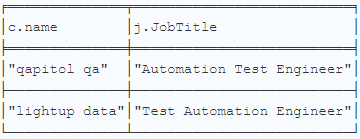 c.name j.JobTitle
"qapitol qa" "Automation Test Engineer"
"lightup data" "Test Automation Engineer"